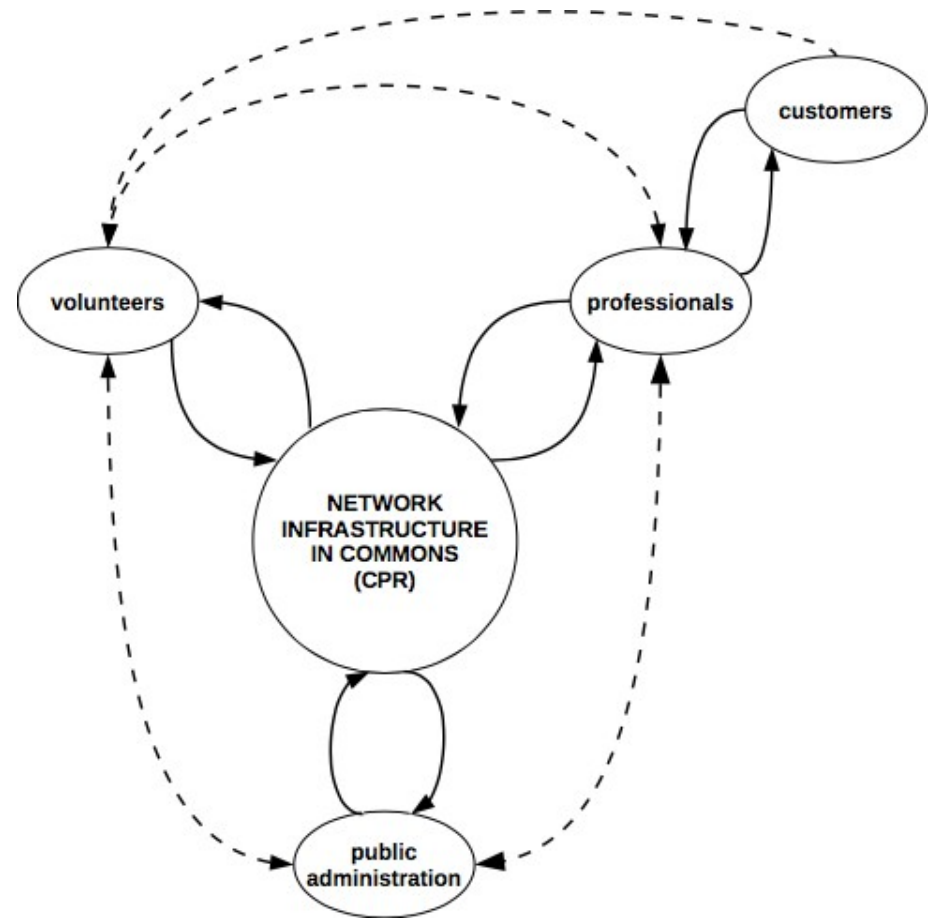 customers
volunteers
professionals
NETWORK
INFRASTRUCTURE
IN COMMONS
(CPR)
public
administration